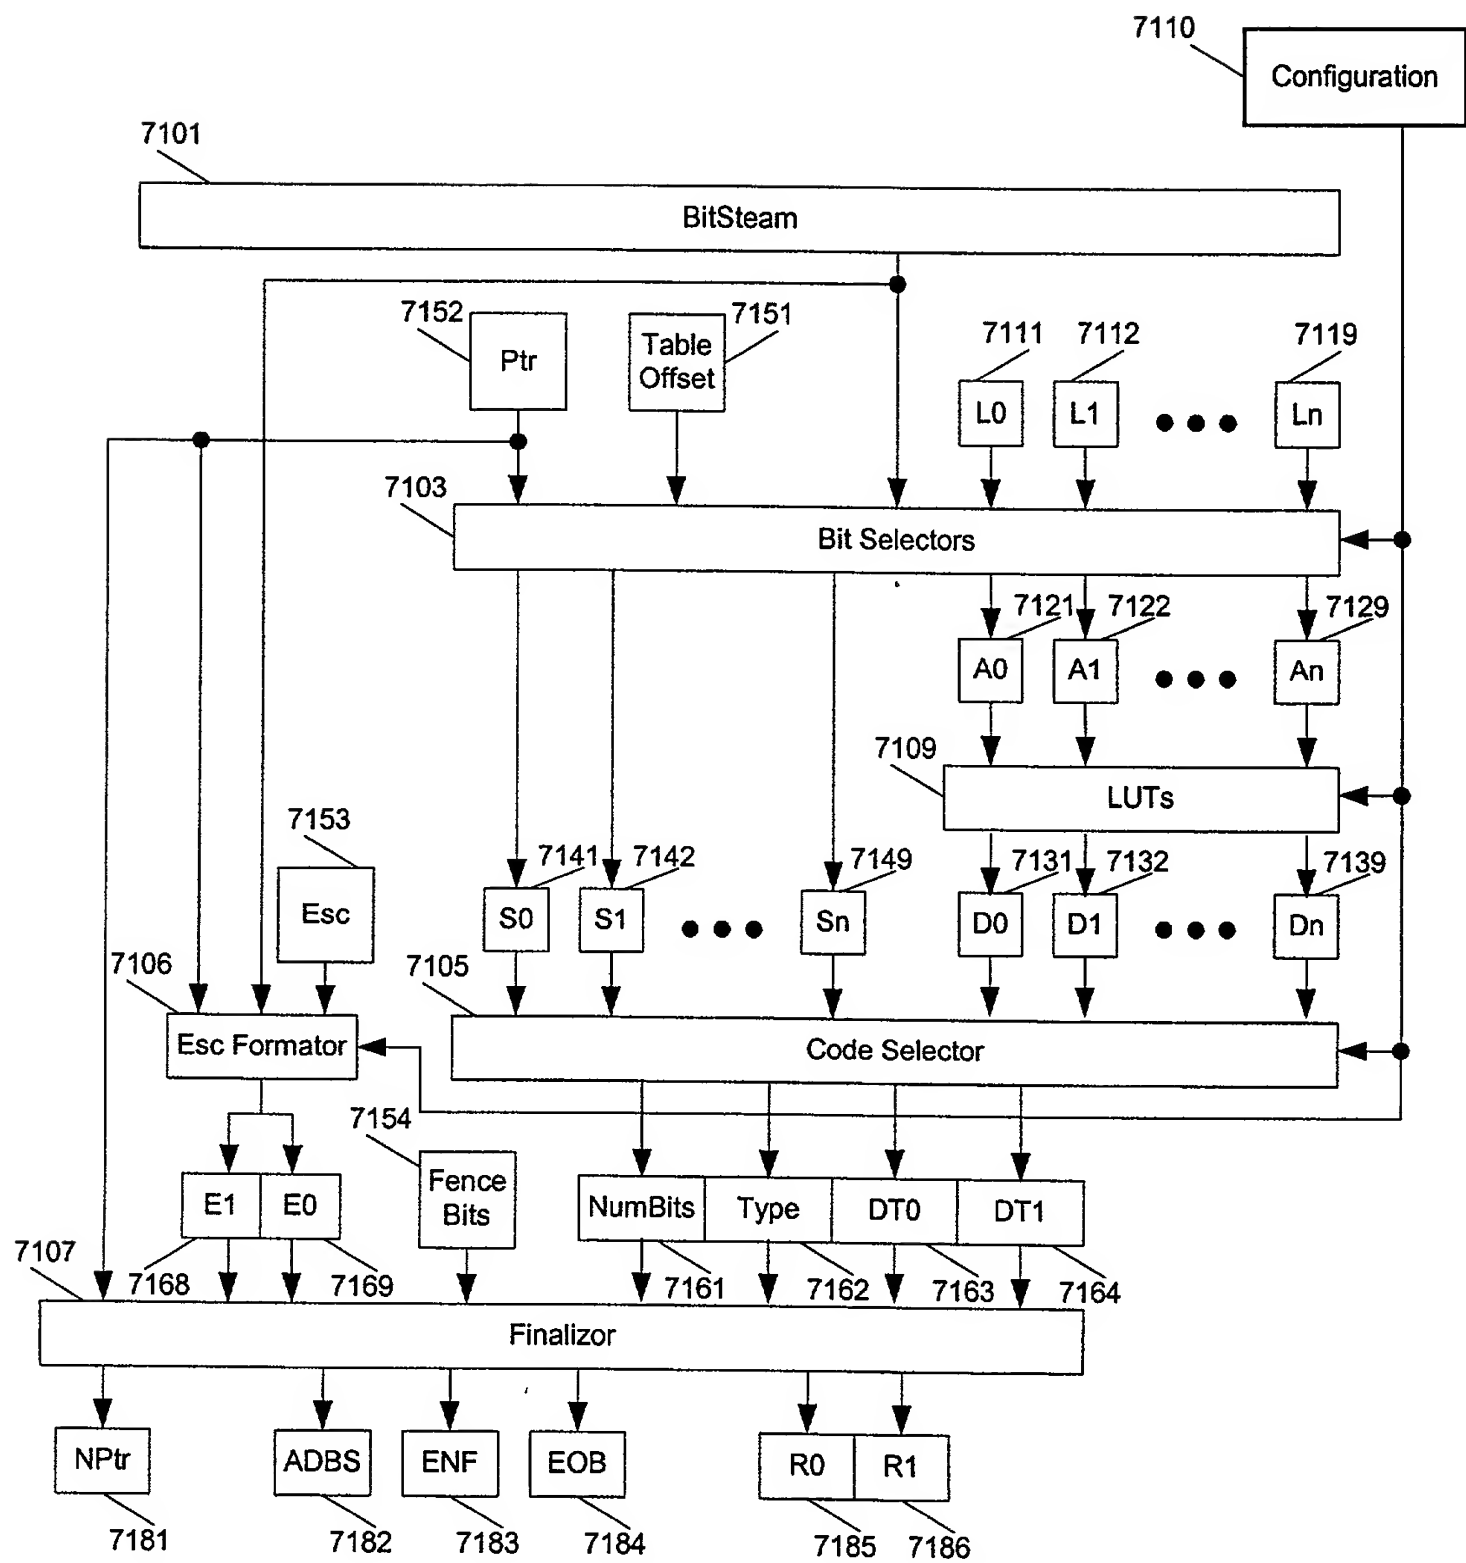 7110
Configuration
7101
BitSteam
7152
Ptr
7151
Table
Offset
7111
7112
7119
L0
L1
Ln
7103
Bit Selectors
7121
7122
7129
A0
A1
An
7109
LUTs
7153
Esc
7141
7142
7149
7131
7132
7139
S0
S1
Sn
D0
D1
Dn
7106
7105
Esc Formator
Code Selector
7154
Fence
Bits
E1
E0
NumBits
Type
DT0
DT1
7107
7168
7169
7161
7162
7163
7164
Finalizor
NPtr
ADBS
ENF
EOB
R0
R1
7181
7182
7183
7184
7185
7186